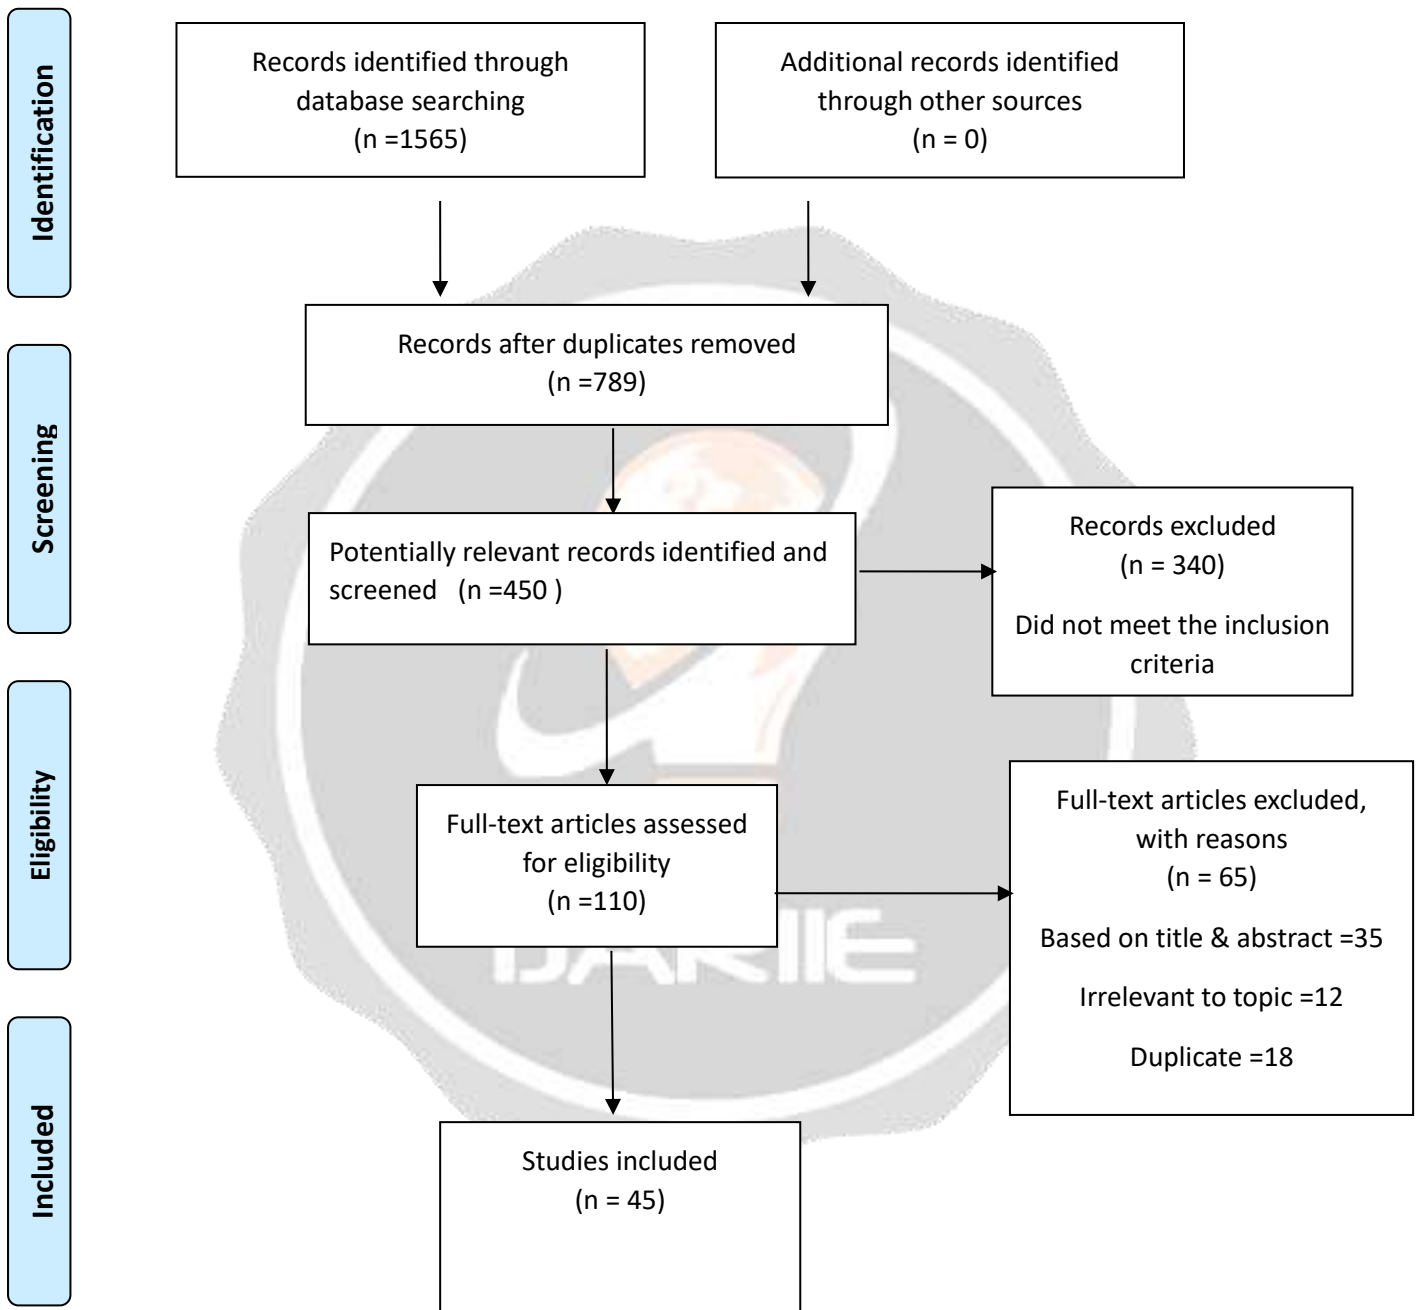 Identification
Records identified through
database searching
(n =1565)
Additional records identified
through other sources
(n = 0)
Records after duplicates removed
(n =789)
Screening
Potentially relevant records identified and
screened (n =450 )
Records excluded
(n = 340)
Did not meet the inclusion
criteria
Eligibility
Full-text articles assessed
for eligibility
(n =110)
Full-text articles excluded,
with reasons
(n = 65)
Based on title & abstract =35
Irrelevant to topic =12
Duplicate =18
Included
Studies included
(n = 45)